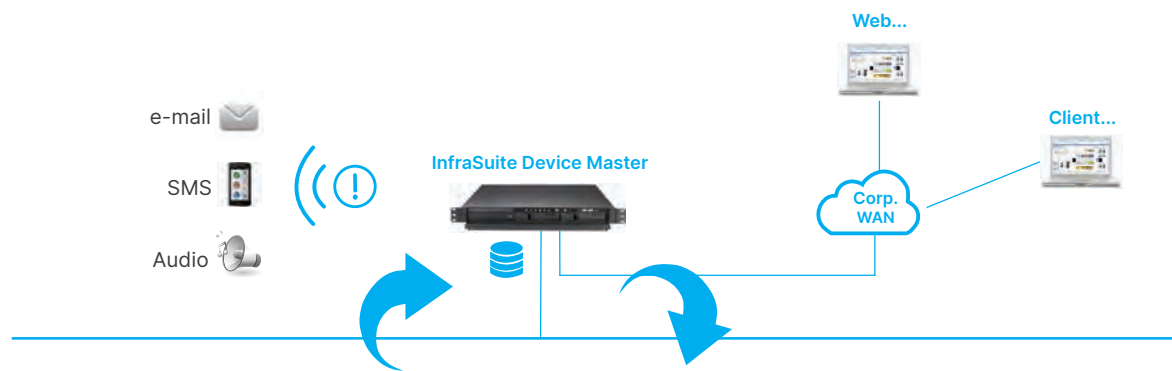 Web...
e-mail
Client...
InfraSuite Device Master
SMS
Corp.
WAN
Audio